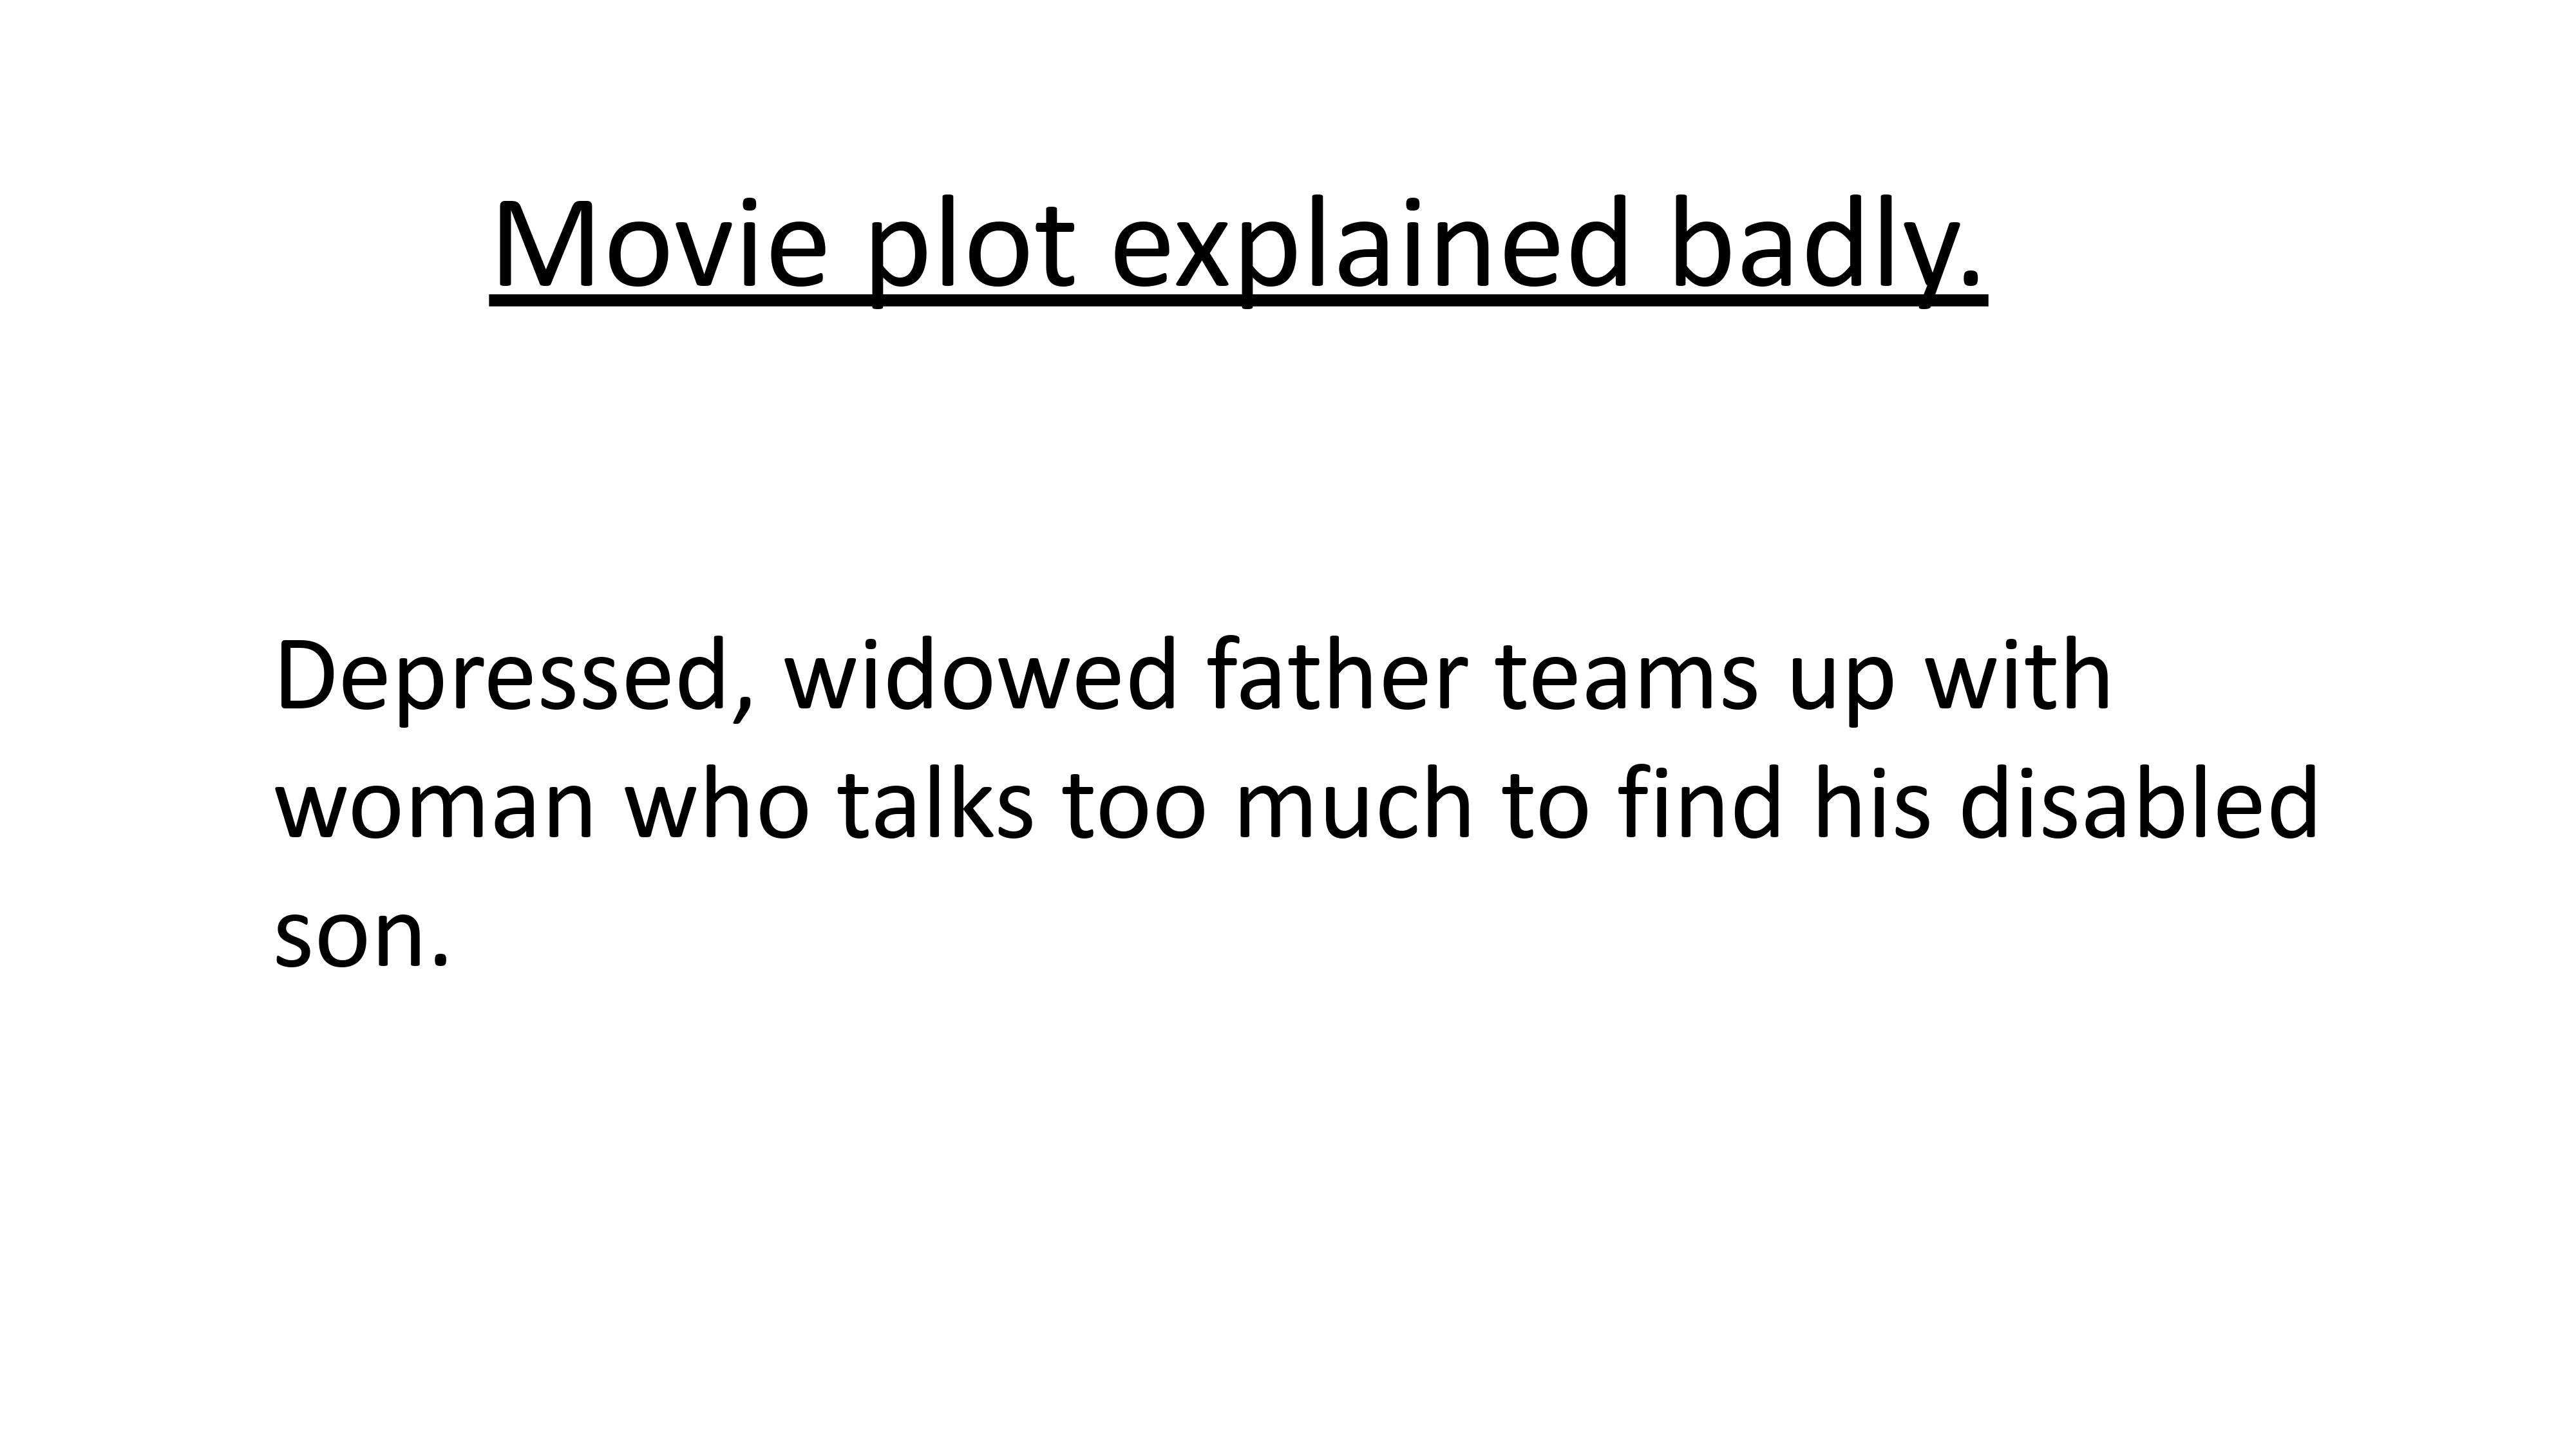 Movie plot explained badly.
Depressed, widowed father teams up with
woman who talks too much to find his disabled
son.